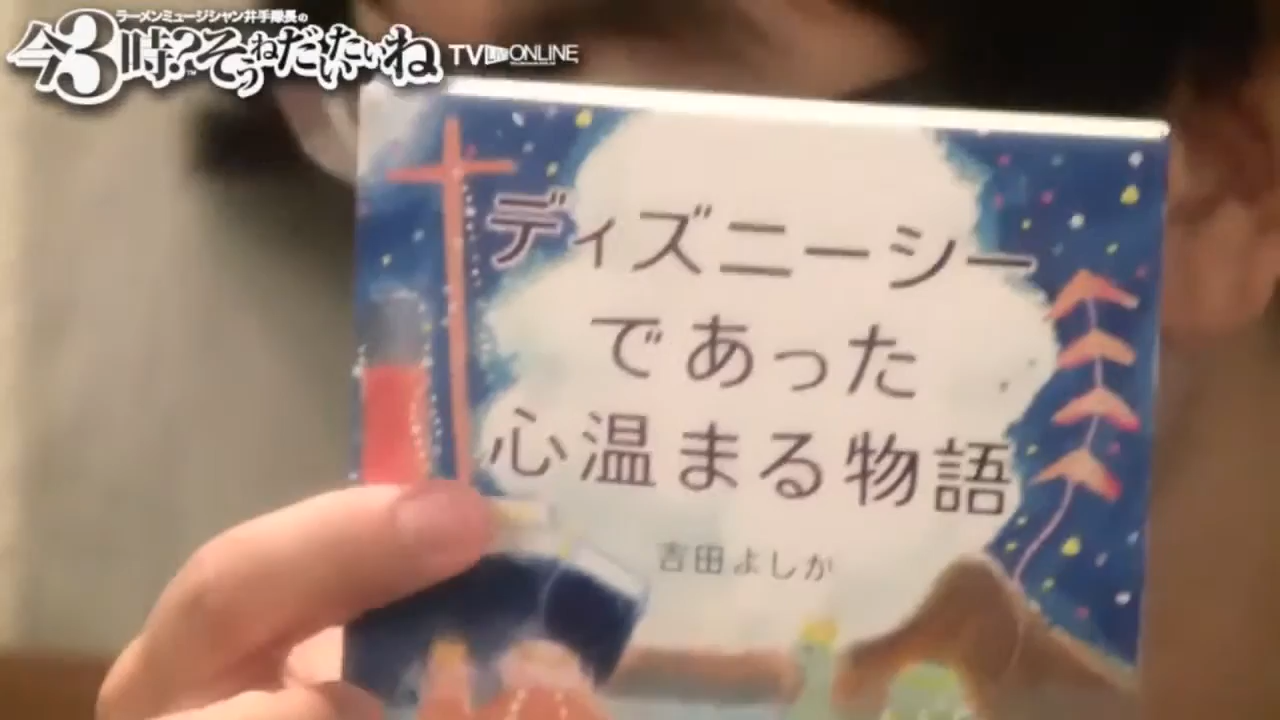 ラーメンミュージシャン井手隊長の
今3時?そうねだいたいね
TV LIVE ONLINE
ディズニーシー
であった
心温まる物語
吉田よしか